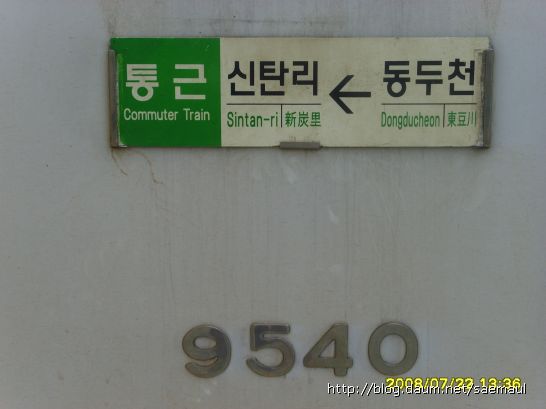 통근 신탄리 ← 동두천
Commuter Train Sintan-ri 新炭里 Dongducheon 東豆川
9540
2008/07/22 13:36
http://blog.daum.net/saemaul